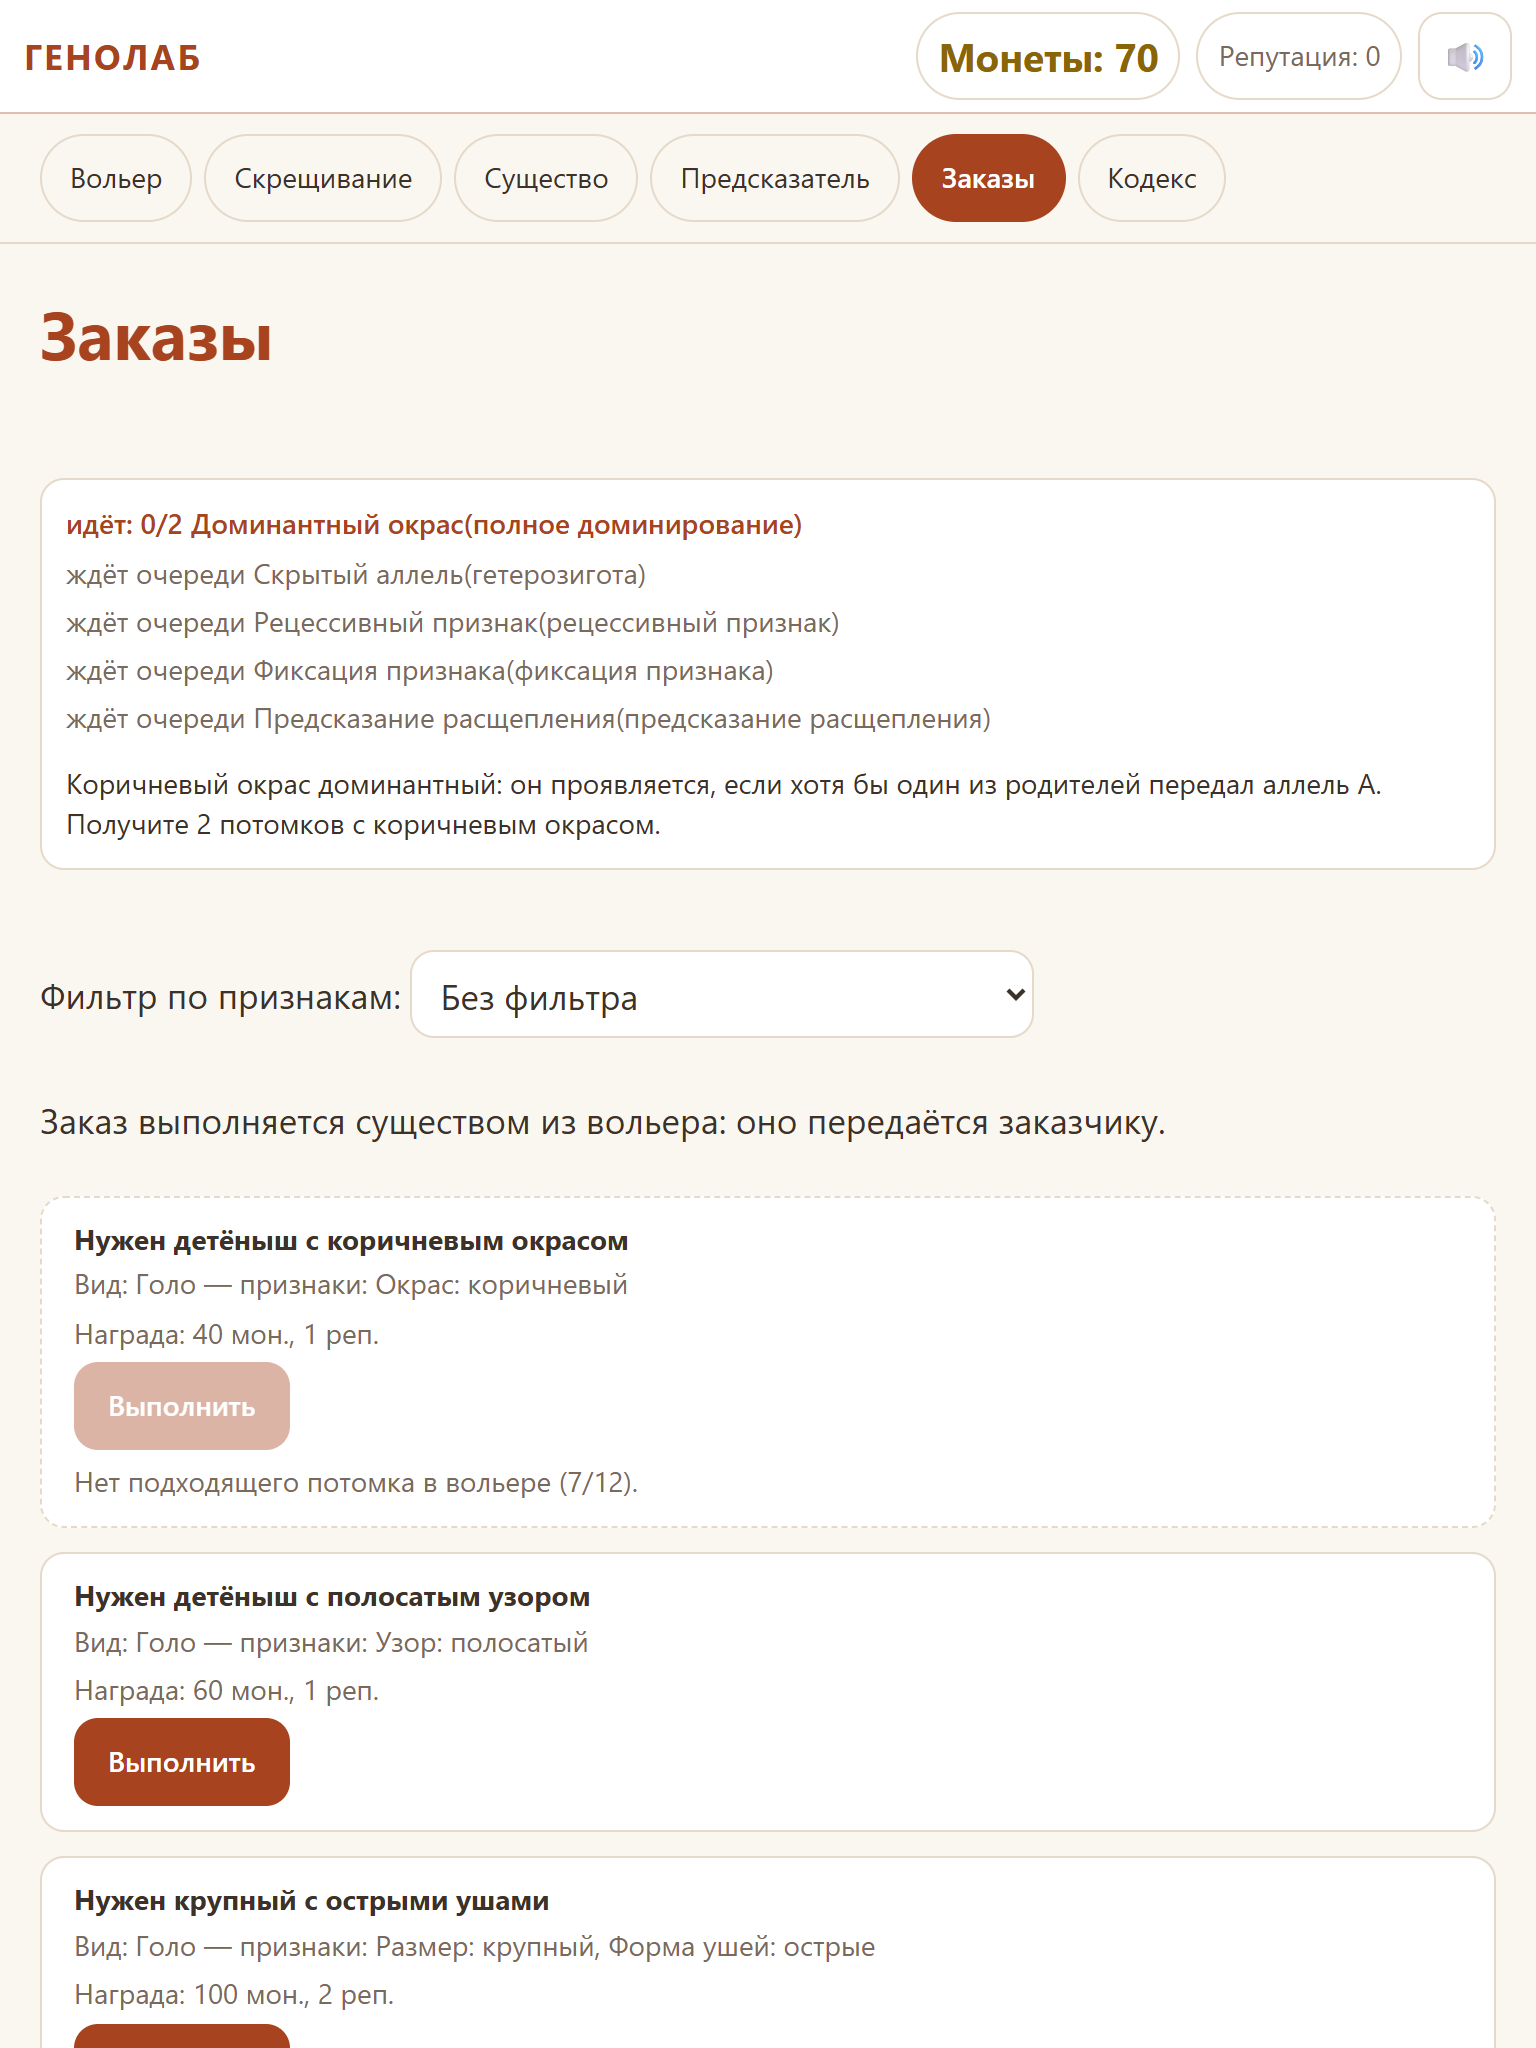 ГЕНОЛАБ
Монеты: 70
Репутация: 0
Вольер
Скрещивание
Существо
Предсказатель
Заказы
Кодекс
Заказы
идёт: 0/2 Доминантный окрас(полное доминирование)
ждёт очереди Скрытый аллель(гетерозигота)
ждёт очереди Рецессивный признак(рецессивный признак)
ждёт очереди Фиксация признака(фиксация признака)
ждёт очереди Предсказание расщепления(предсказание расщепления)
Коричневый окрас доминантный: он проявляется, если хотя бы один из родителей передал аллель А.
Получите 2 потомков с коричневым окрасом.
Фильтр по признакам:
Без фильтра
Заказ выполняется существом из вольера: оно передаётся заказчику.
Нужен детёныш с коричневым окрасом
Вид: Голо — признаки: Окрас: коричневый
Награда: 40 мон., 1 реп.
Выполнить
Нет подходящего потомка в вольере (7/12).
Нужен детёныш с полосатым узором
Вид: Голо — признаки: Узор: полосатый
Награда: 60 мон., 1 реп.
Выполнить
Нужен крупный с острыми ушами
Вид: Голо — признаки: Размер: крупный, Форма ушей: острые
Награда: 100 мон., 2 реп.